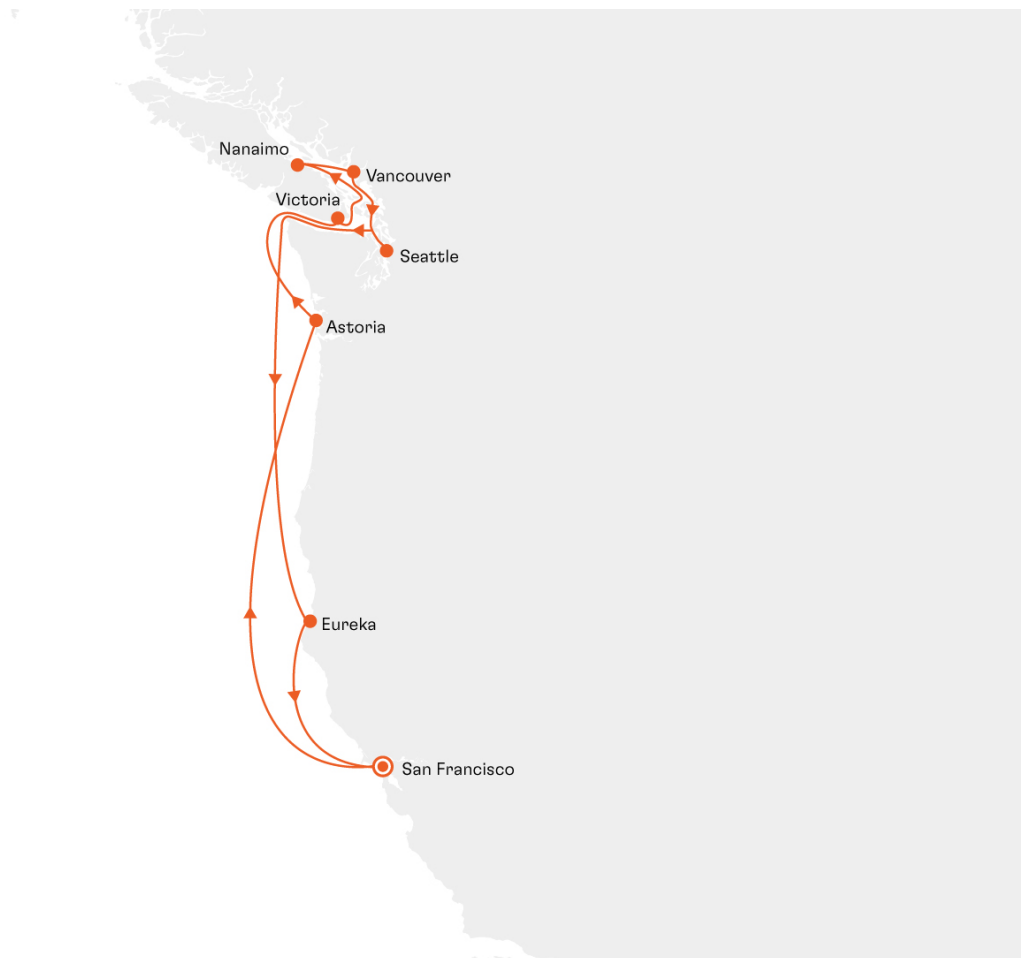 Nanaimo
Vancouver
Victoria
Seattle
Astoria
Eureka
San Francisco